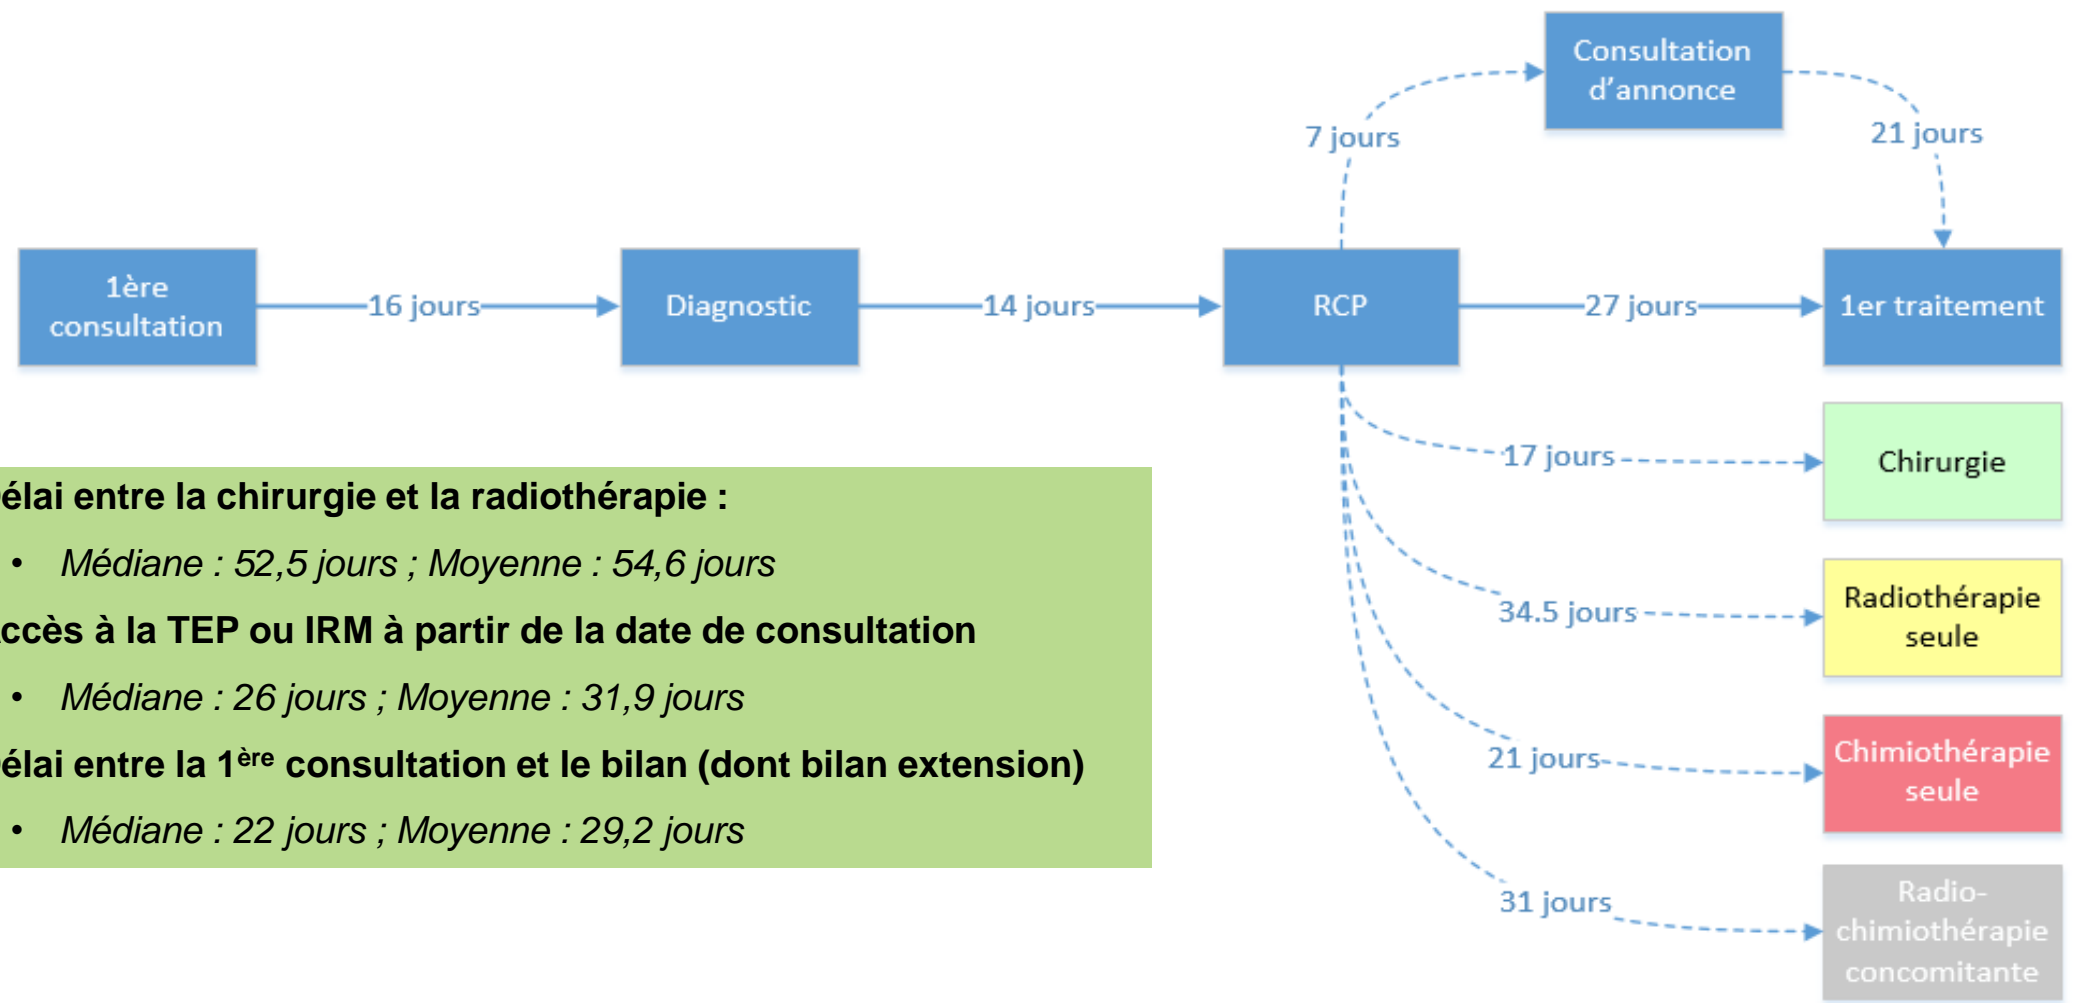 Consultation
d'annonce
7 jours
21 jours
1ère
consultation
16 jours
Diagnostic
14 jours
RCP
27 jours
1er traitement
17 jours
Chirurgie
élai entre la chirurgie et la radiothérapie :
• Médiane : 52,5 jours ; Moyenne : 54,6 jours
ccès à la TEP ou IRM à partir de la date de consultation
• Médiane : 26 jours ; Moyenne : 31,9 jours
élai entre la 1ère consultation et le bilan (dont bilan extension)
• Médiane : 22 jours ; Moyenne : 29,2 jours
34.5 jours
Radiothérapie
seule
21 jours
Chimiothérapie
seule
31 jours
Radio-
chimiothérapie
concomitante